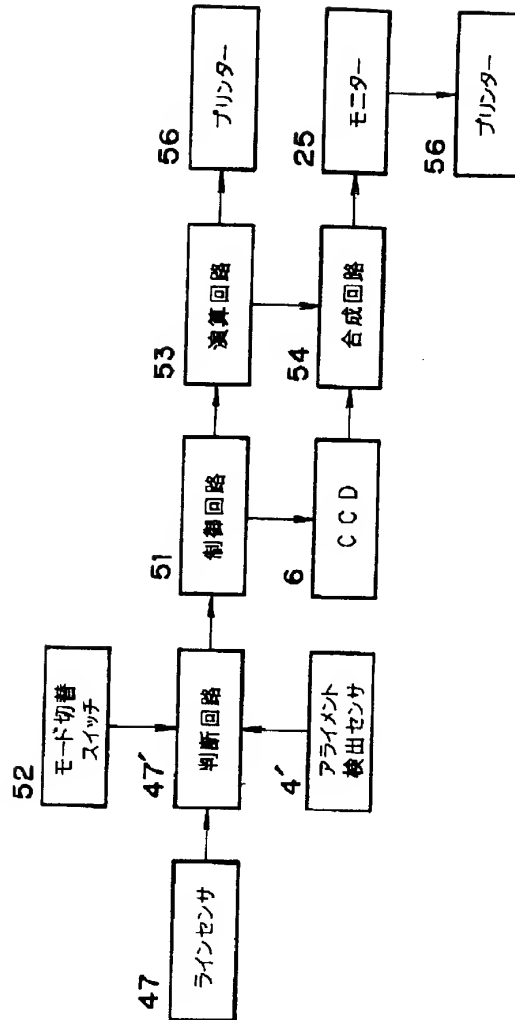 52
モード切替
スイッチ
47
ラインセンサ
47′
判断回路
4′
アライメント
検出センサ
51
制御回路
6
CCD
53
演算回路
54
合成回路
56
プリンター
25
モニター
56
プリンター